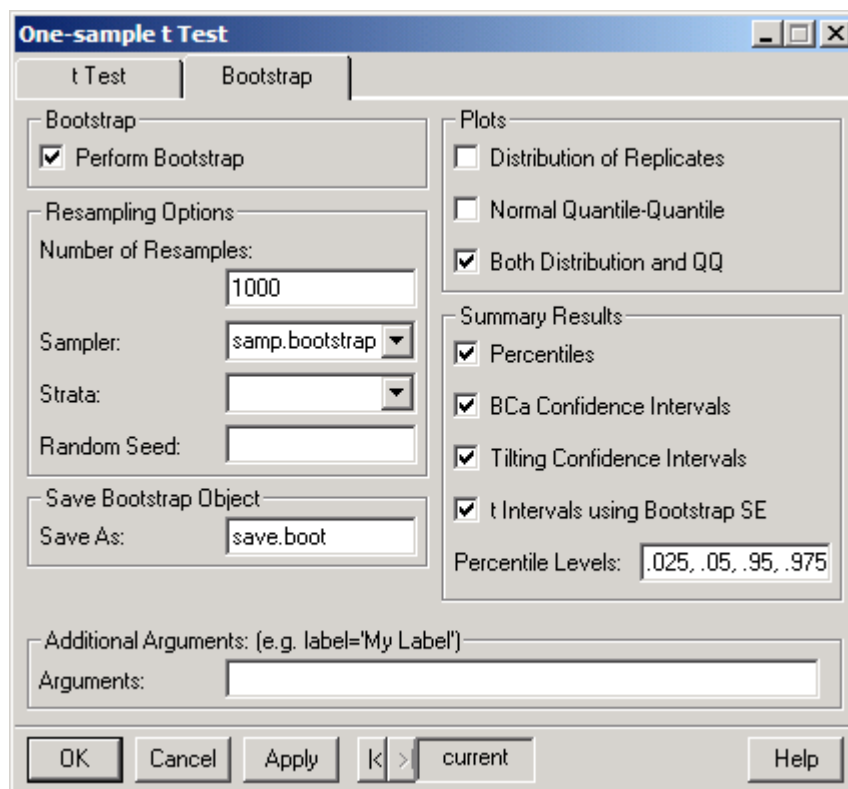 One-sample t Test
t Test
Bootstrap
Bootstrap
Perform Bootstrap
Resampling Options
Number of Resamples:
1000
Sampler:
samp.bootstrap
Strata:
Random Seed:
Save Bootstrap Object
Save As:
save.boot
Plots
Distribution of Replicates
Normal Quantile-Quantile
Both Distribution and QQ
Summary Results
Percentiles
BCa Confidence Intervals
Tilting Confidence Intervals
t Intervals using Bootstrap SE
Percentile Levels:
.025, .05, .95, .975
Additional Arguments: (e.g. label='My Label')
Arguments:
OK
Cancel
Apply
current
Help